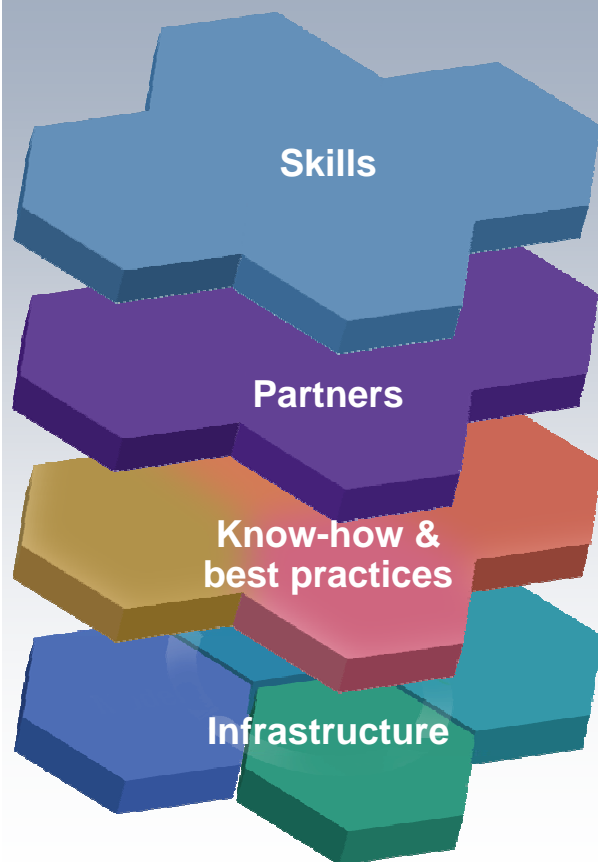 Skills
Partners
Know-how &
best practices
Infrastructure